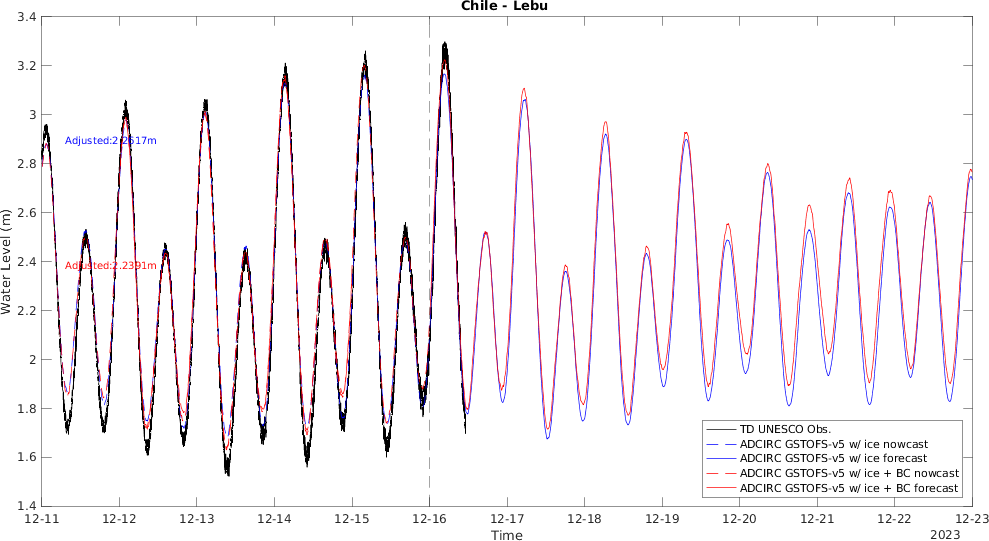 Chile - Lebu
3.4
3.2
3
2.8
2.6
2.4
2.2
2
1.8
1.6
1.4
Water Level (m)
Adjusted:2.2617m
Adjusted:2.2391m
TD UNESCO Obs.
ADCIRC GSTOFS-v5 w/ ice nowcast
ADCIRC GSTOFS-v5 w/ ice forecast
ADCIRC GSTOFS-v5 w/ ice + BC nowcast
ADCIRC GSTOFS-v5 w/ ice + BC forecast
12-11 12-12 12-13 12-14 12-15 12-16 12-17 12-18 12-19 12-20 12-21 12-22 12-23
Time
2023